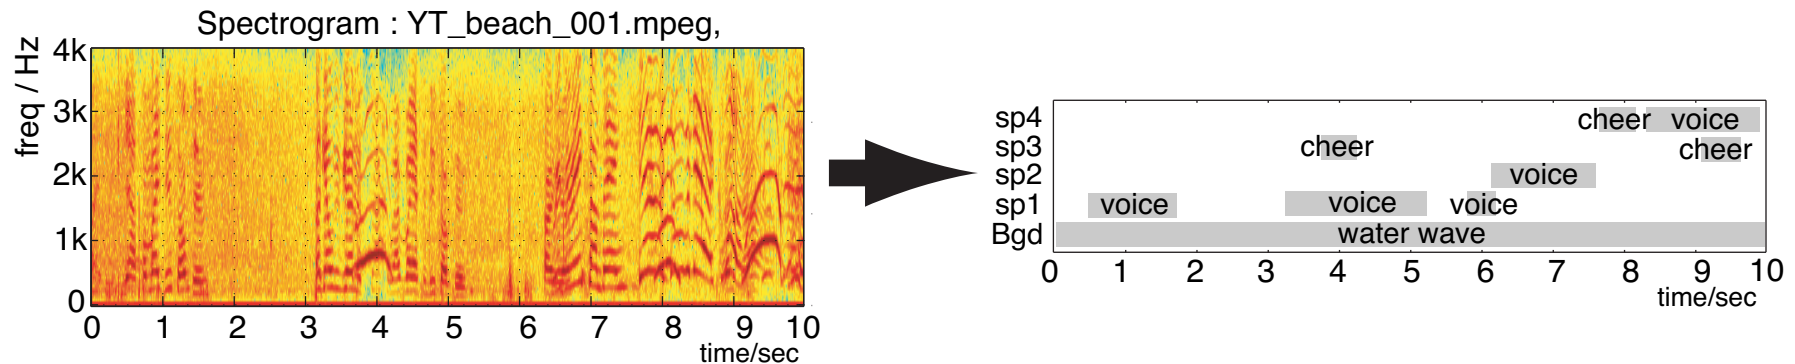 Spectrogram : YT_beach_001.mpeg,
freq / Hz
4k
3k
2k
1k
0
0 1 2 3 4 5 6 7 8 9 10
time/sec
sp4 cheer voice
sp3 cheer cheer
sp2 voice
sp1 voice voice voice
Bgd water wave
0 1 2 3 4 5 6 7 8 9 10
time/sec